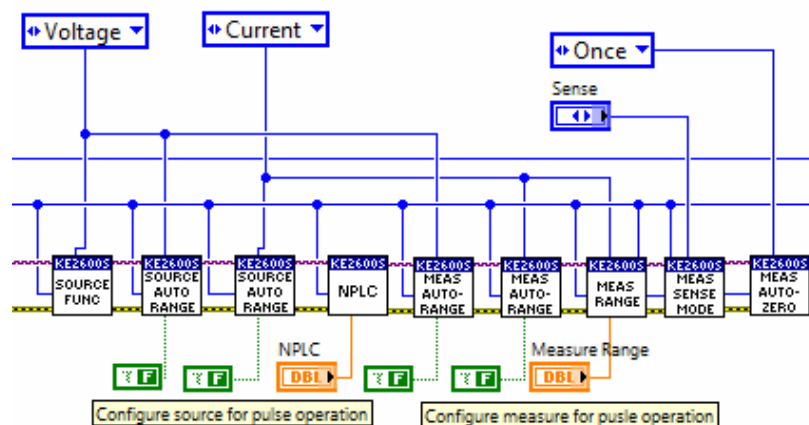 Voltage
Current
Once
Sense
KE2600S
SOURCE
FUNC
KE2600S
SOURCE
AUTO
RANGE
KE2600S
SOURCE
AUTO
RANGE
KE2600S
NPLC
KE2600S
MEAS
AUTO-
RANGE
KE2600S
MEAS
AUTO-
RANGE
KE2600S
MEAS
RANGE
KE2600S
MEAS
SENSE
MODE
KE2600S
MEAS
AUTO-
ZERO
F
F
NPLC
DBL
F
F
Measure Range
DBL
Configure source for pulse operation
Configure measure for pusle operation